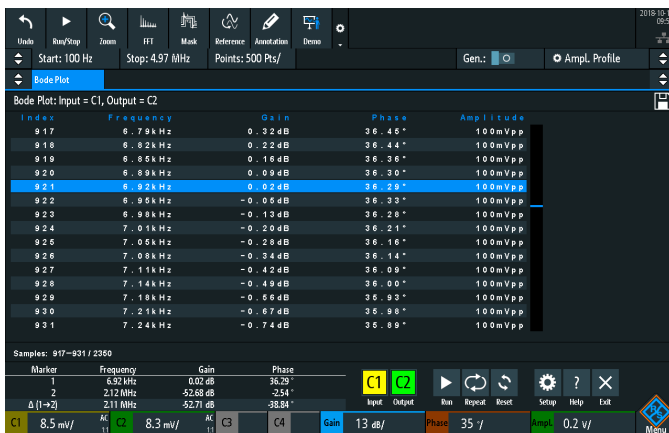 2018-10-1
09:5
Undo Run/Stop Zoom FFT Mask Reference Annotation Demo
Start: 100 Hz Stop: 4.97 MHz Points: 500 Pts/ Gen.: O Ampl. Profile
Bode Plot
Bode Plot: Input = C1, Output = C2
Index Frequency Gain Phase Amplitude
917 6.79kHz 0.32dB 36.45° 100mVpp
918 6.82kHz 0.22dB 36.44° 100mVpp
919 6.85kHz 0.16dB 36.36° 100mVpp
920 6.89kHz 0.09dB 36.30° 100mVpp
921 6.92kHz 0.02dB 36.29° 100mVpp
922 6.95kHz -0.05dB 36.33° 100mVpp
923 6.98kHz -0.13dB 36.28° 100mVpp
924 7.01kHz -0.20dB 36.21° 100mVpp
925 7.05kHz -0.28dB 36.16° 100mVpp
926 7.08kHz -0.34dB 36.14° 100mVpp
927 7.11kHz -0.42dB 36.09° 100mVpp
928 7.14kHz -0.49dB 36.00° 100mVpp
929 7.18kHz -0.56dB 35.93° 100mVpp
930 7.21kHz -0.67dB 35.98° 100mVpp
931 7.24kHz -0.74dB 35.89° 100mVpp
Samples: 917-931 / 2350
Marker Frequency Gain Phase
1 6.92 kHz 0.02 dB 36.29 °
2 2.12 MHz -52.68 dB -2.54 °
Δ (1→2) 2.11 MHz -52.71 dB -38.84 °
C1 C2 ?
Input Output Run Repeat Reset Setup Help Exit
C1 8.5 mV/ AC 1:1 C2 8.3 mV/ AC 1:1 C3 C4 Gain 13 dB/ Phase 35 °/ Ampl. 0.2 V/ Menu